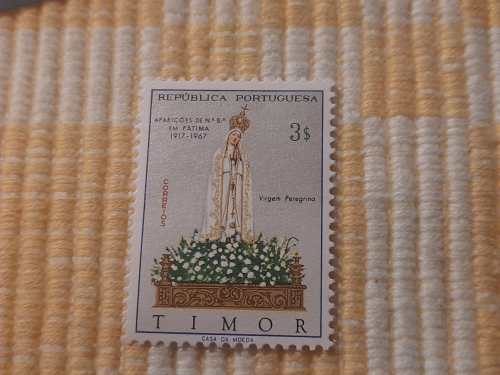 REPÚBLICA PORTUGUESA
APARIÇÕES DE N.ª S.ª
EM FÁTIMA
1917-1967
3$
CORREIOS
Virgem Peregrina
TIMOR
CASA DA MOEDA